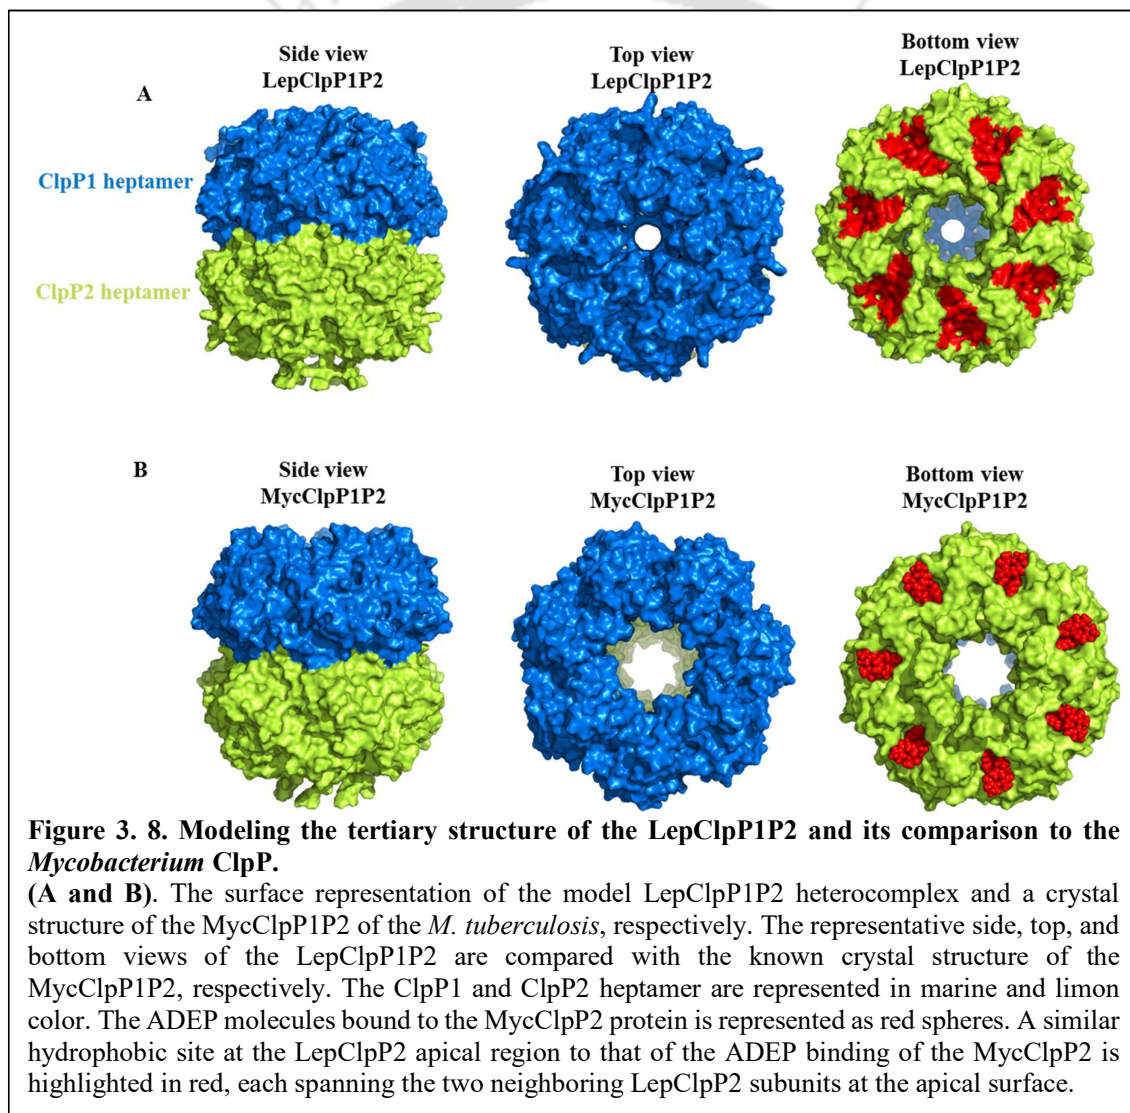 Side view
LepClpP1P2
Top view
LepClpP1P2
Bottom view
LepClpP1P2
A
ClpP1 heptamer
ClpP2 heptamer
B
Side view
MycClpP1P2
Top view
MycClpP1P2
Bottom view
MycClpP1P2
Figure 3. 8. Modeling the tertiary structure of the LepClpP1P2 and its comparison to the
Mycobacterium ClpP.
(A and B). The surface representation of the model LepClpP1P2 heterocomplex and a crystal
structure of the MycClpP1P2 of the M. tuberculosis, respectively. The representative side, top, and
bottom views of the LepClpP1P2 are compared with the known crystal structure of the
MycClpP1P2, respectively. The ClpP1 and ClpP2 heptamer are represented in marine and limon
color. The ADEP molecules bound to the MycClpP2 protein is represented as red spheres. A similar
hydrophobic site at the LepClpP2 apical region to that of the ADEP binding of the MycClpP2 is
highlighted in red, each spanning the two neighboring LepClpP2 subunits at the apical surface.